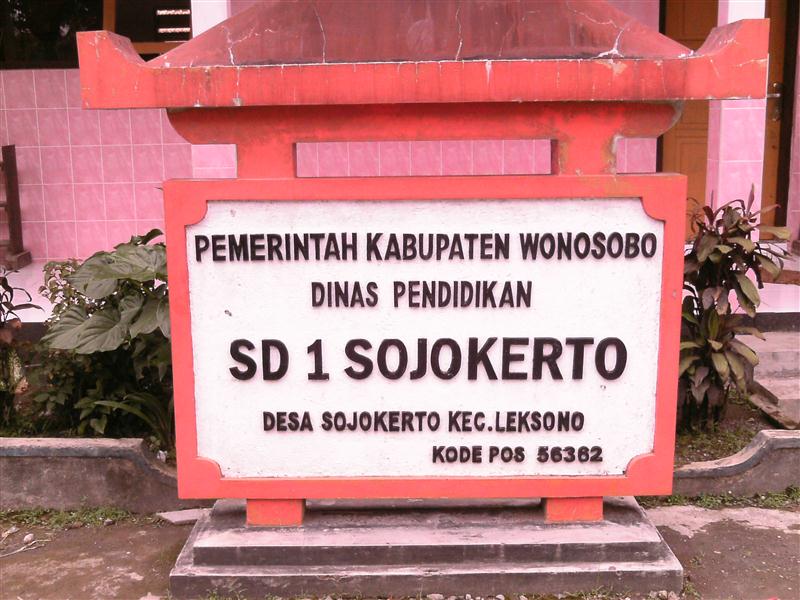 PEMERINTAH KABUPATEN WONOSOBO
DINAS PENDIDIKAN
SD 1 SOJOKERTO
DESA SOJOKERTO KEC.LEKSONO
KODE POS 56362